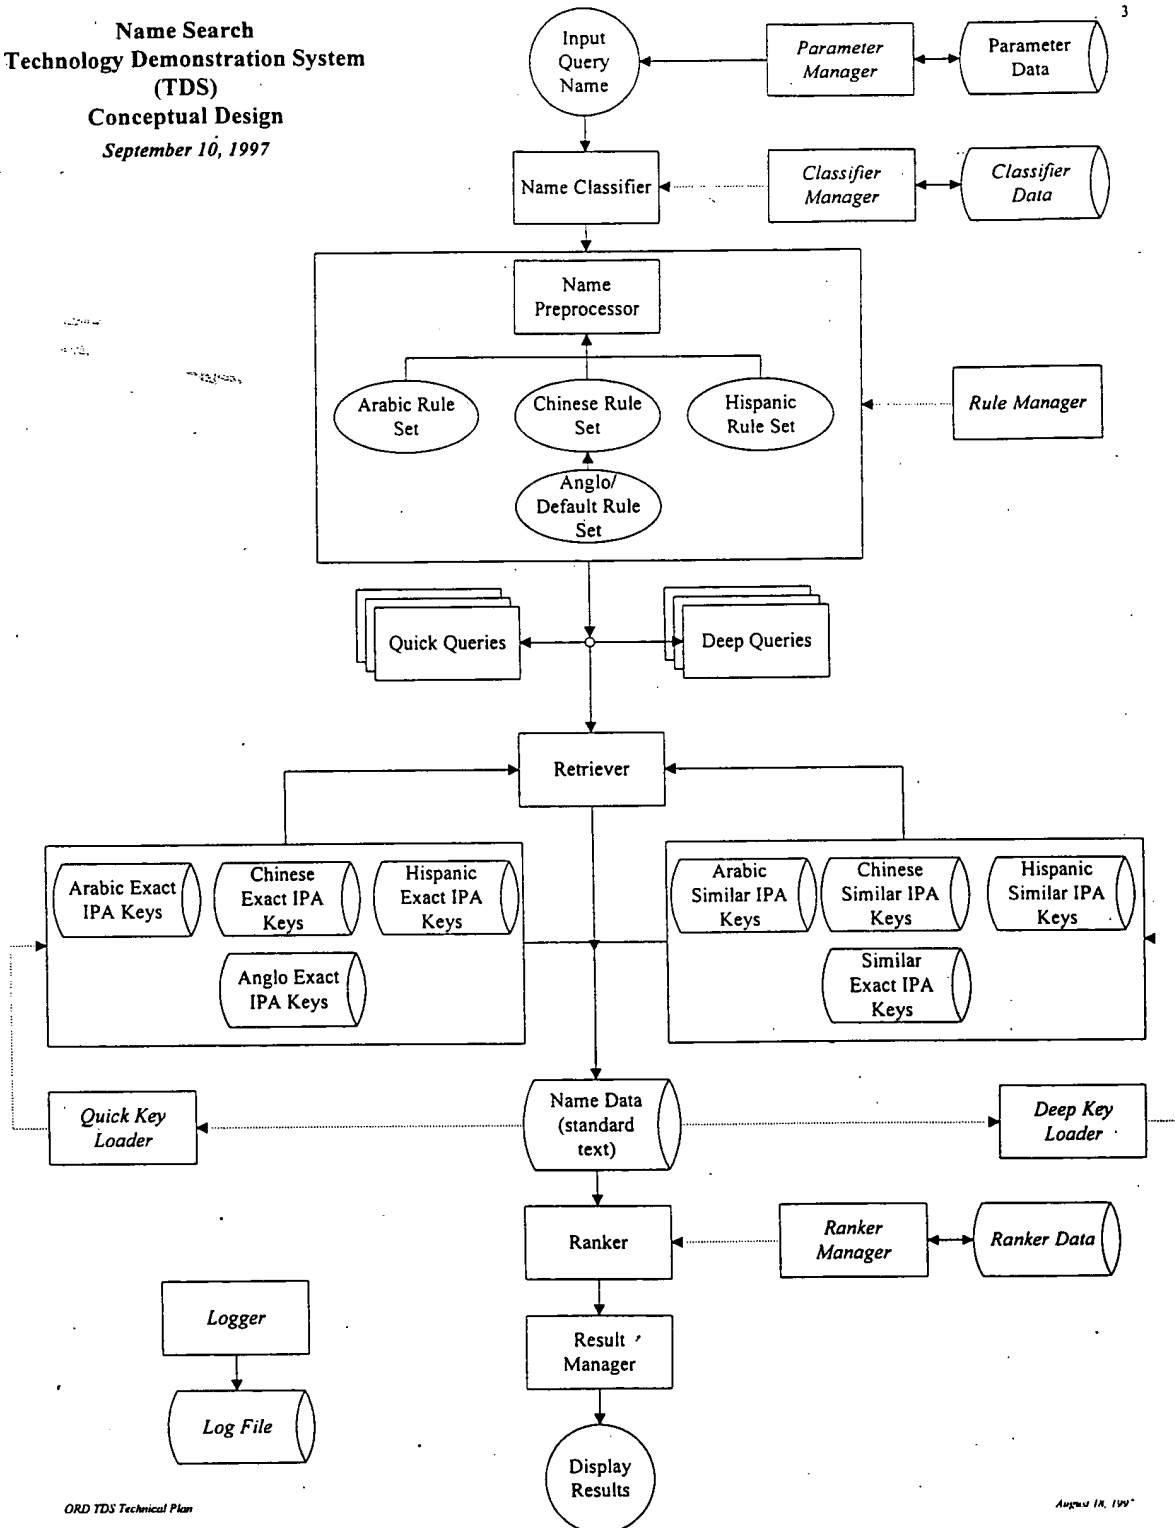 3
Name Search
Technology Demonstration System
(TDS)
Conceptual Design
September 10, 1997
Input
Query
Name
Parameter
Manager
Parameter
Data
Name Classifier
Classifier
Manager
Classifier
Data
Name
Preprocessor
Arabic Rule
Set
Chinese Rule
Set
Hispanic
Rule Set
Rule Manager
Anglo/
Default Rule
Set
Quick Queries
Deep Queries
Retriever
Arabic Exact
IPA Keys
Chinese
Exact IPA
Keys
Hispanic
Exact IPA
Keys
Anglo Exact
IPA Keys
Arabic
Similar IPA
Keys
Chinese
Similar IPA
Keys
Hispanic
Similar IPA
Keys
Similar
Exact IPA
Keys
Quick Key
Loader
Name Data
(standard
text)
Deep Key
Loader
Ranker
Ranker
Manager
Ranker Data
Logger
Result
Manager
Log File
Display
Results
ORD TDS Technical Plan
August 18,